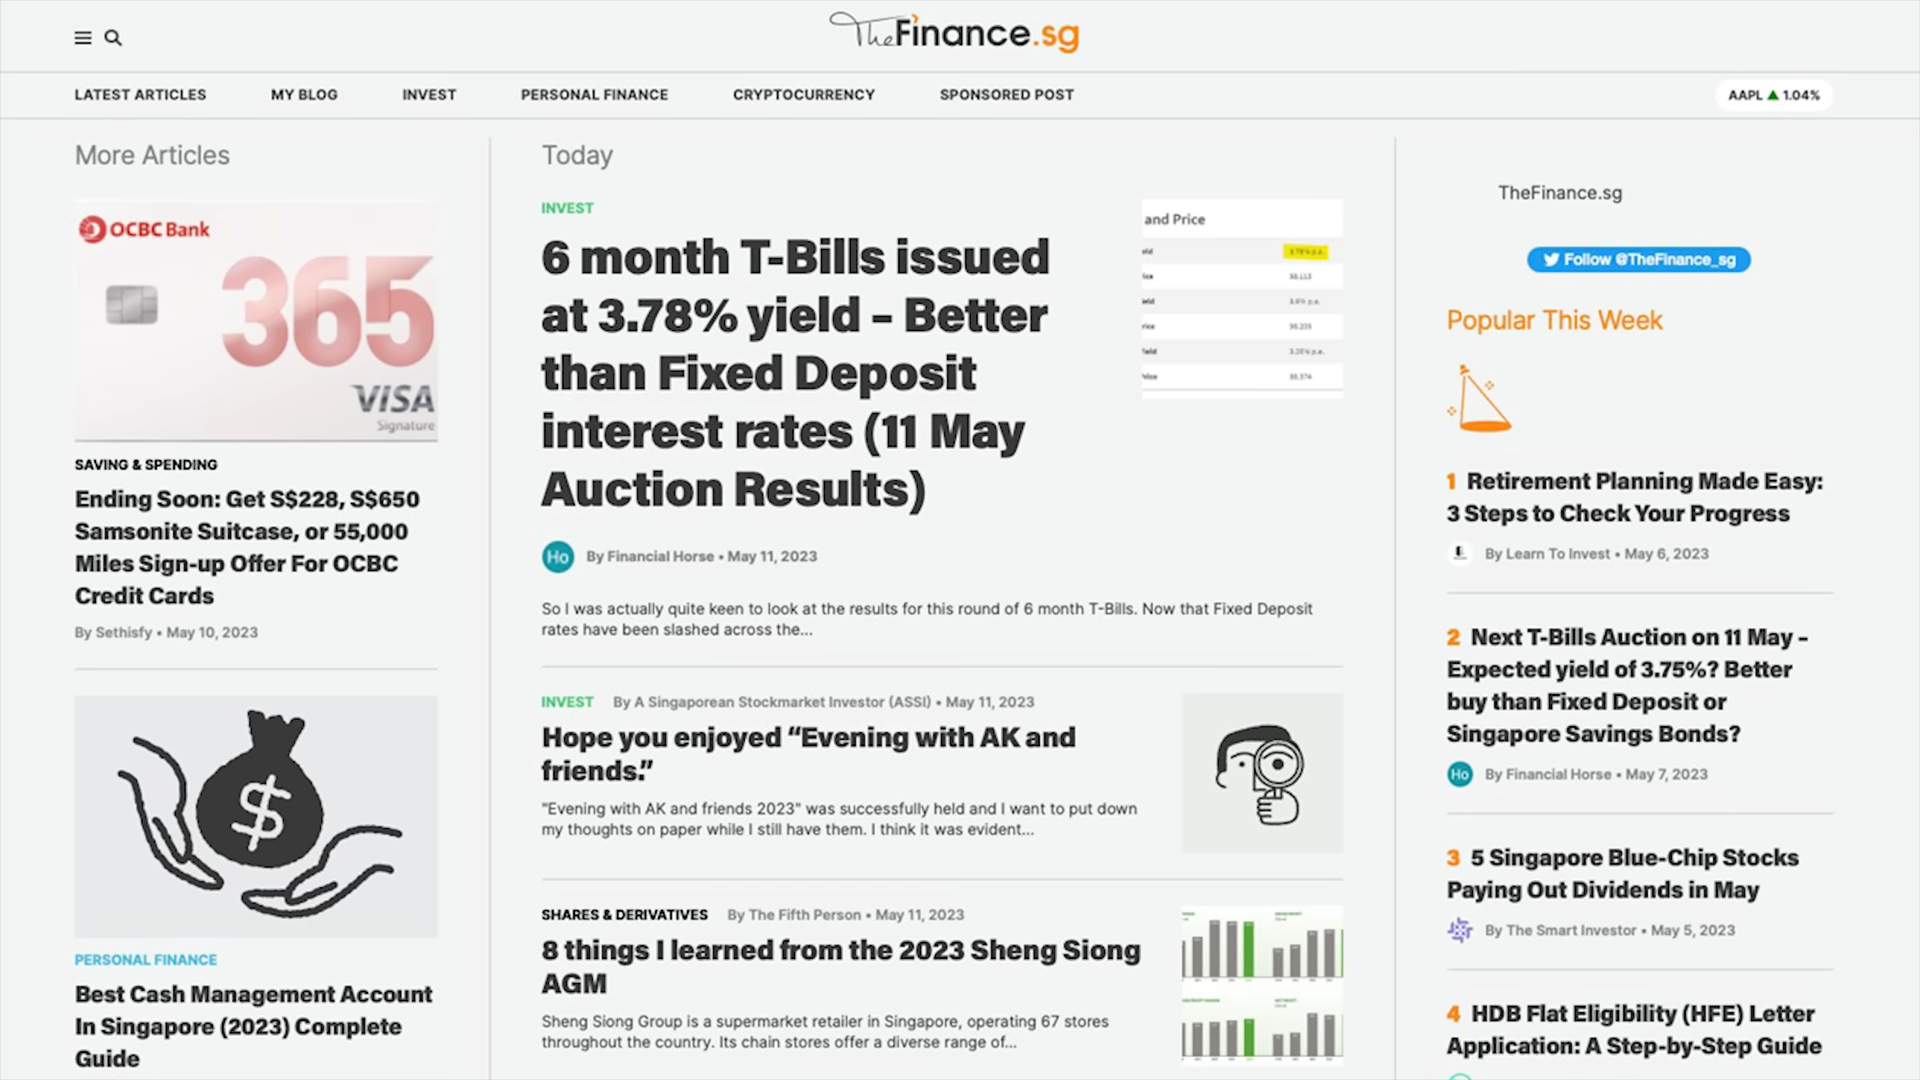 TheFinance.sg
LATEST ARTICLES
MY BLOG
INVEST
PERSONAL FINANCE
CRYPTOCURRENCY
SPONSORED POST
AAPL ▲ 1.04%
More Articles
OCBC Bank
365
VISA
Signature
SAVING & SPENDING
Ending Soon: Get S$228, S$650
Samsonite Suitcase, or 55,000
Miles Sign-up Offer For OCBC
Credit Cards
By Sethisfy • May 10, 2023
$
PERSONAL FINANCE
Best Cash Management Account
In Singapore (2023) Complete
Guide
Today
INVEST
6 month T-Bills issued
at 3.78% yield – Better
than Fixed Deposit
interest rates (11 May
Auction Results)
and Price
Ho By Financial Horse • May 11, 2023
So I was actually quite keen to look at the results for this round of 6 month T-Bills. Now that Fixed Deposit
rates have been slashed across the...
INVEST By A Singaporean Stockmarket Investor (ASSI) • May 11, 2023
Hope you enjoyed “Evening with AK and
friends.”
"Evening with AK and friends 2023" was successfully held and I want to put down
my thoughts on paper while I still have them. I think it was evident...
SHARES & DERIVATIVES By The Fifth Person • May 11, 2023
8 things I learned from the 2023 Sheng Siong
AGM
Sheng Siong Group is a supermarket retailer in Singapore, operating 67 stores
throughout the country. Its chain stores offer a diverse range of...
TheFinance.sg
Follow @TheFinance_sg
Popular This Week
1 Retirement Planning Made Easy:
3 Steps to Check Your Progress
By Learn To Invest • May 6, 2023
2 Next T-Bills Auction on 11 May –
Expected yield of 3.75%? Better
buy than Fixed Deposit or
Singapore Savings Bonds?
Ho By Financial Horse • May 7, 2023
3 5 Singapore Blue-Chip Stocks
Paying Out Dividends in May
By The Smart Investor • May 5, 2023
4 HDB Flat Eligibility (HFE) Letter
Application: A Step-by-Step Guide